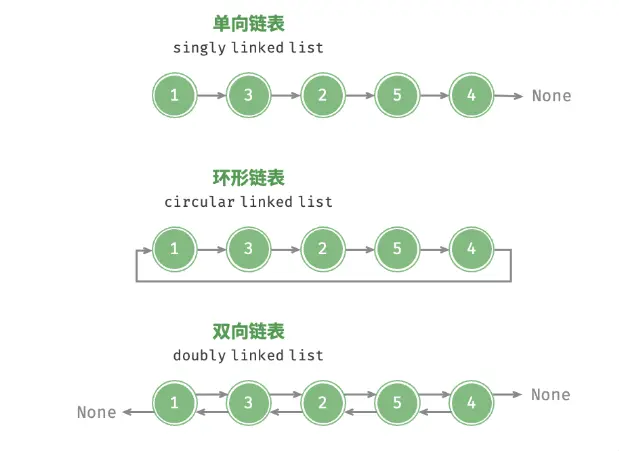 单向链表
singly linked list
1 3 2 5 4 None
环形链表
circular linked list
1 3 2 5 4
双向链表
doubly linked list
None 1 3 2 5 4 None